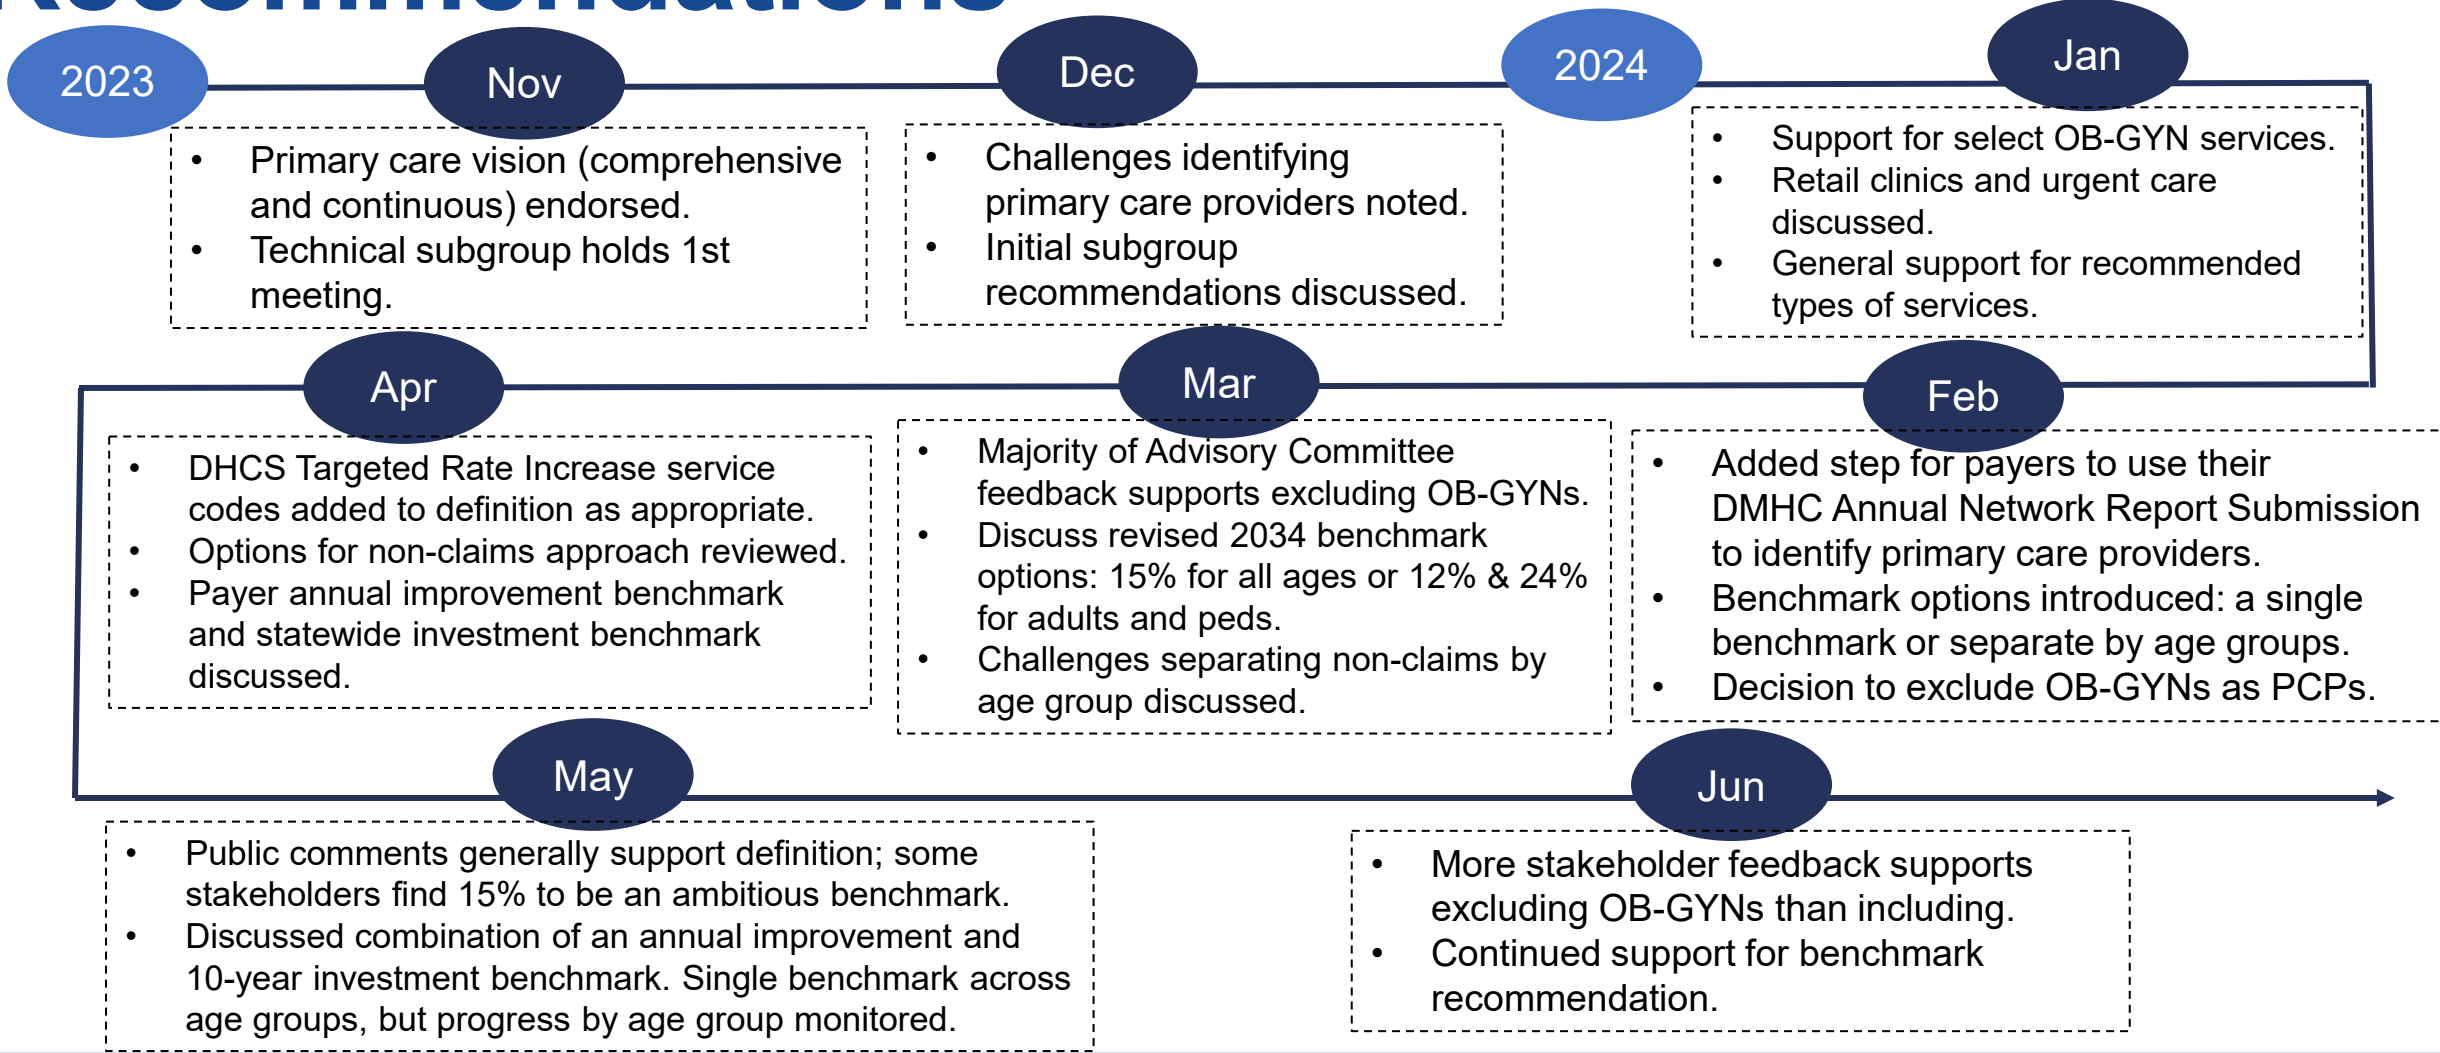 Recommendations
2023
Nov
Dec
2024
Jan
• Primary care vision (comprehensive
and continuous) endorsed.
• Technical subgroup holds 1st
meeting.
• Challenges identifying
primary care providers noted.
• Initial subgroup
recommendations discussed.
• Support for select OB-GYN services.
• Retail clinics and urgent care
discussed.
• General support for recommended
types of services.
Feb
• Added step for payers to use their
DMHC Annual Network Report Submission
to identify primary care providers.
• Benchmark options introduced: a single
benchmark or separate by age groups.
• Decision to exclude OB-GYNs as PCPs.
Mar
• Majority of Advisory Committee
feedback supports excluding OB-GYNs.
• Discuss revised 2034 benchmark
options: 15% for all ages or 12% & 24%
for adults and peds.
• Challenges separating non-claims by
age group discussed.
Apr
• DHCS Targeted Rate Increase service
codes added to definition as appropriate.
• Options for non-claims approach reviewed.
• Payer annual improvement benchmark
and statewide investment benchmark
discussed.
May
• Public comments generally support definition; some
stakeholders find 15% to be an ambitious benchmark.
• Discussed combination of an annual improvement and
10-year investment benchmark. Single benchmark across
age groups, but progress by age group monitored.
Jun
• More stakeholder feedback supports
excluding OB-GYNs than including.
• Continued support for benchmark
recommendation.